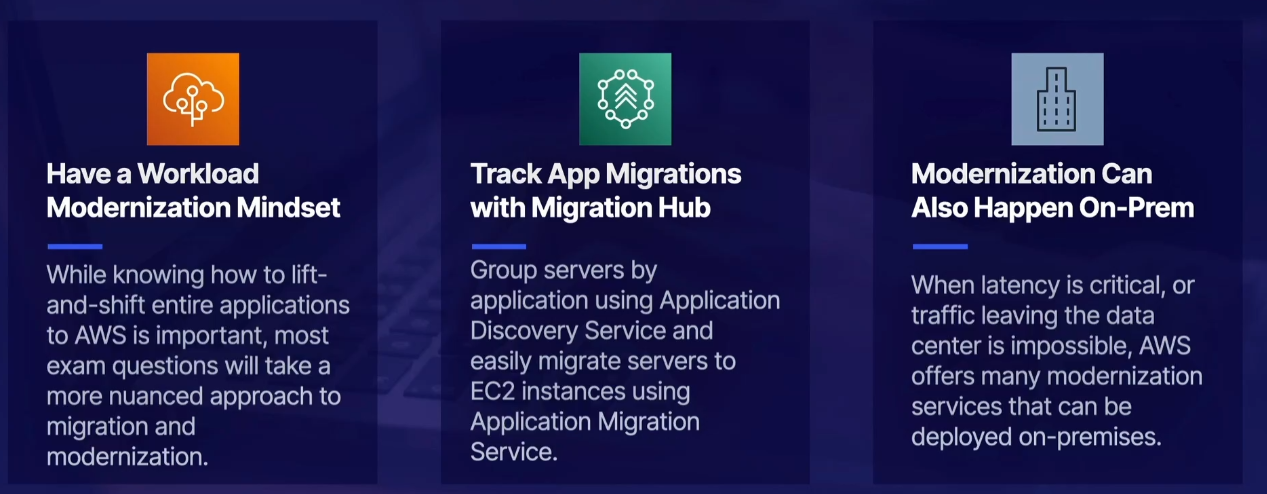 Have a Workload
Modernization Mindset
While knowing how to lift-
and-shift entire applications
to AWS is important, most
exam questions will take a
more nuanced approach to
migration and
modernization.
Track App Migrations
with Migration Hub
Group servers by
application using Application
Discovery Service and
easily migrate servers to
EC2 instances using
Application Migration
Service.
Modernization Can
Also Happen On-Prem
When latency is critical, or
traffic leaving the data
center is impossible, AWS
offers many modernization
services that can be
deployed on-premises.